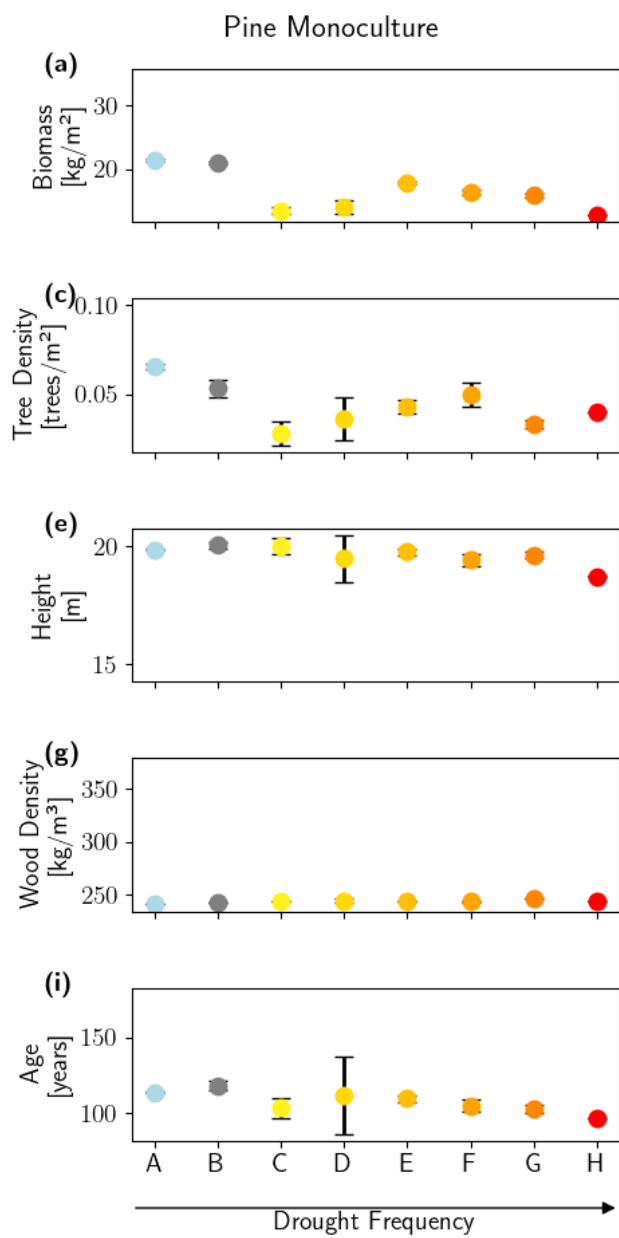 Pine Monoculture
(a)
Biomass
[kg/m²]
30
20
(c)
Tree Density
[trees/m²]
0.10
0.05
(e)
Height
[m]
20
15
(g)
Wood Density
[kg/m³]
350
300
250
(i)
Age
[years]
150
100
A B C D E F G H
Drought Frequency